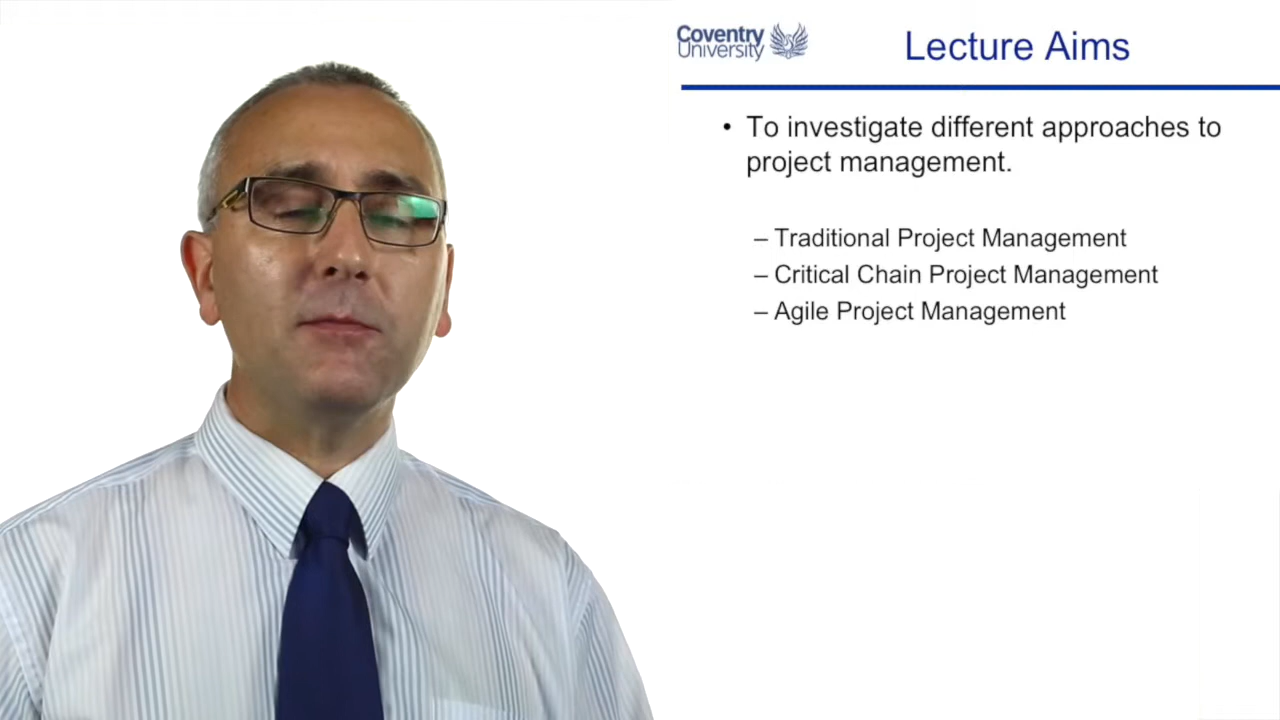 Coventry
University
Lecture Aims
• To investigate different approaches to
project management.
– Traditional Project Management
– Critical Chain Project Management
– Agile Project Management